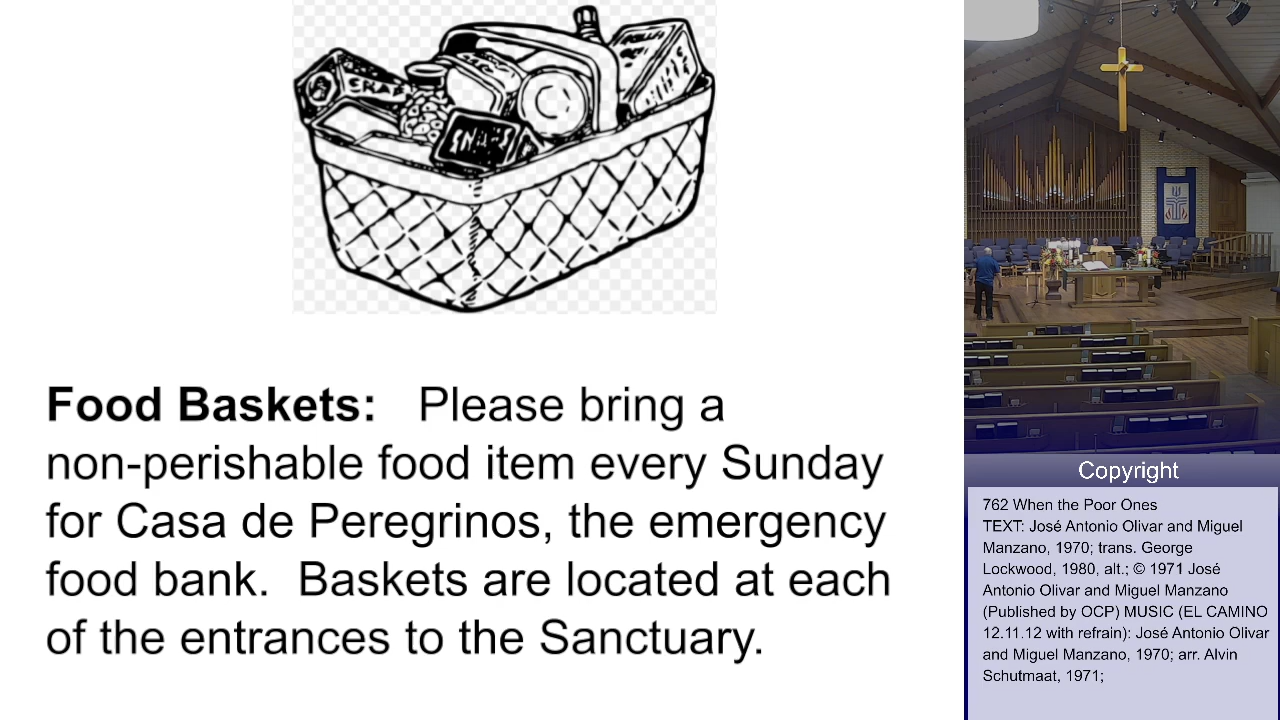 Food Baskets: Please bring a
non-perishable food item every Sunday
for Casa de Peregrinos, the emergency
food bank. Baskets are located at each
of the entrances to the Sanctuary.
Copyright
762 When the Poor Ones
TEXT: José Antonio Olivar and Miguel
Manzano, 1970; trans. George
Lockwood, 1980, alt.; © 1971 José
Antonio Olivar and Miguel Manzano
(Published by OCP) MUSIC (EL CAMINO
12.11.12 with refrain): José Antonio Olivar
and Miguel Manzano, 1970; arr. Alvin
Schutmaat, 1971;